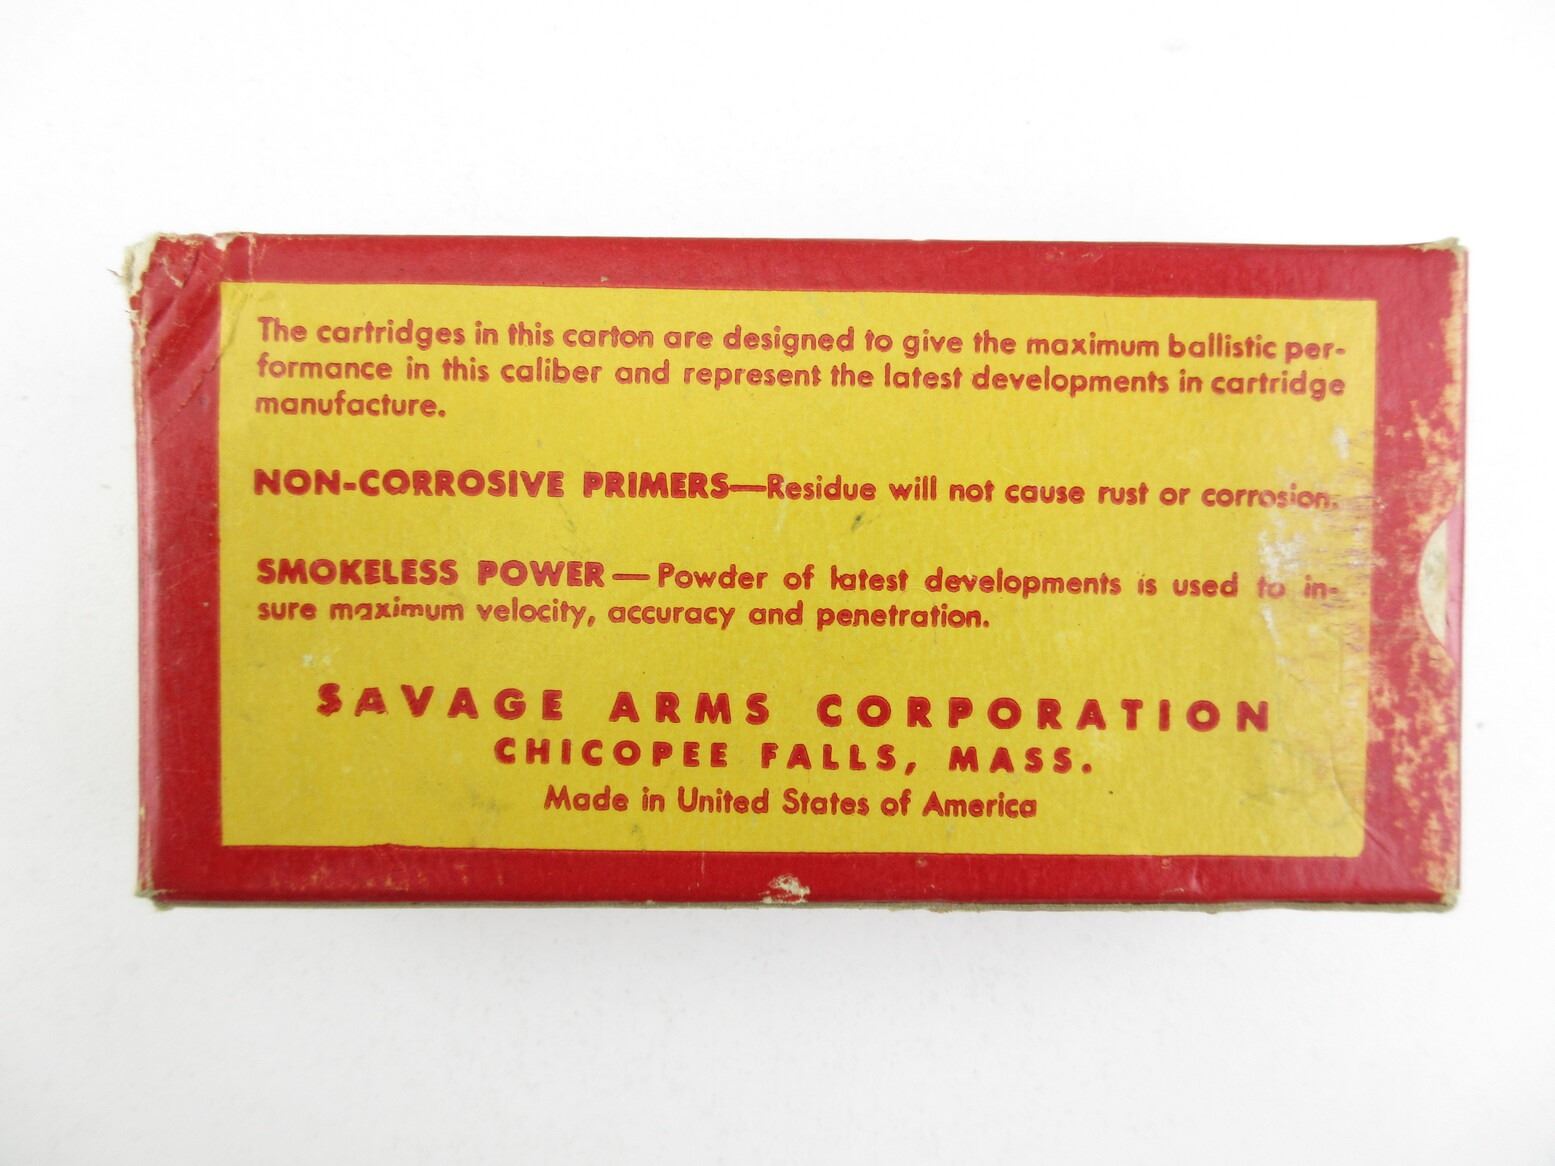 The cartridges in this carton are designed to give the maximum ballistic per-
formance in this caliber and represent the latest developments in cartridge
manufacture.
NON-CORROSIVE PRIMERS—Residue will not cause rust or corrosion.
SMOKELESS POWER — Powder of latest developments is used to in-
sure maximum velocity, accuracy and penetration.
SAVAGE ARMS CORPORATION
CHICOPEE FALLS, MASS.
Made in United States of America